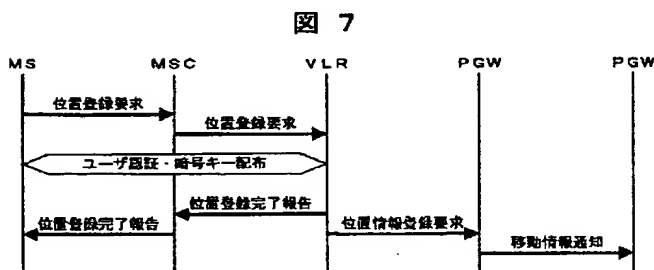 図 7
MS MSC VLR PGW PGW
位置登録要求
位置登録要求
ユーザ認証・暗号キー配布
位置登録完了報告
位置登録完了報告
位置情報登録要求
移動情報通知